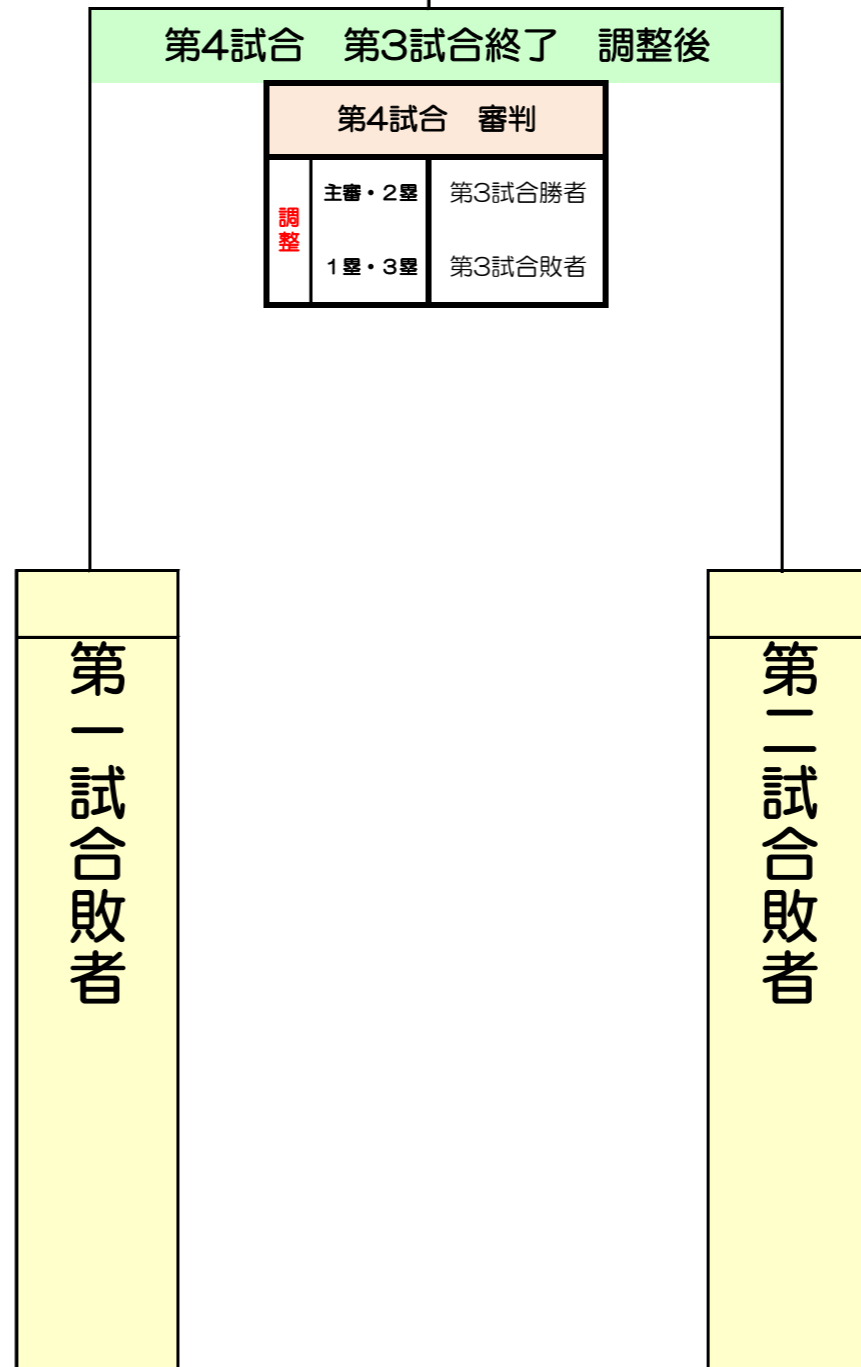 第4試合　第3試合終了　調整後
第4試合　審判
調整
主審・２塁
第3試合勝者
１塁・３塁
第3試合敗者
第一試合敗者
第二試合敗者